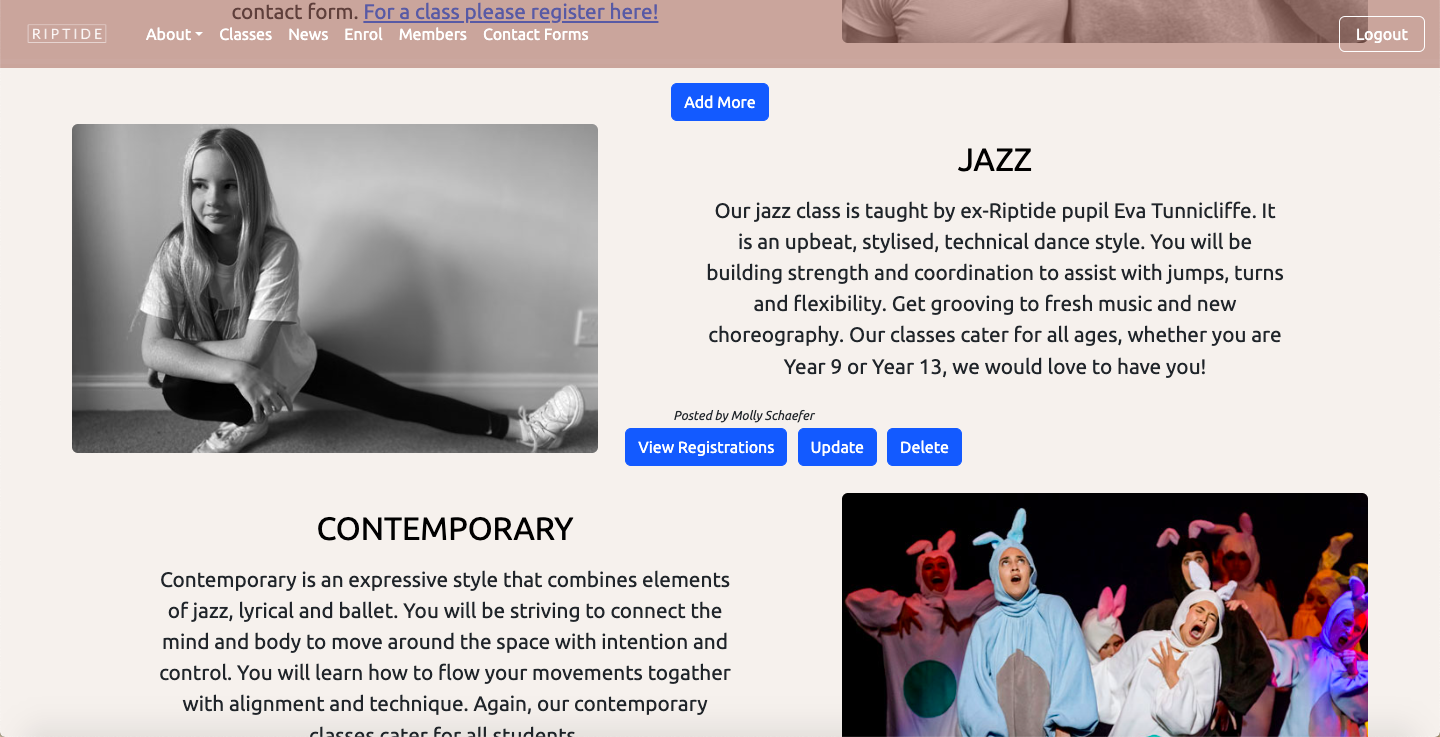 contact form. For a class please register here!
RIPTIDE About Classes News Enrol Members Contact Forms Logout
Add More
JAZZ
Our jazz class is taught by ex-Riptide pupil Eva Tunnicliffe. It
is an upbeat, stylised, technical dance style. You will be
building strength and coordination to assist with jumps, turns
and flexibility. Get grooving to fresh music and new
choreography. Our classes cater for all ages, whether you are
Year 9 or Year 13, we would love to have you!
Posted by Molly Schaefer
View Registrations Update Delete
CONTEMPORARY
Contemporary is an expressive style that combines elements
of jazz, lyrical and ballet. You will be striving to connect the
mind and body to move around the space with intention and
control. You will learn how to flow your movements togather
with alignment and technique. Again, our contemporary
classes cater for all students